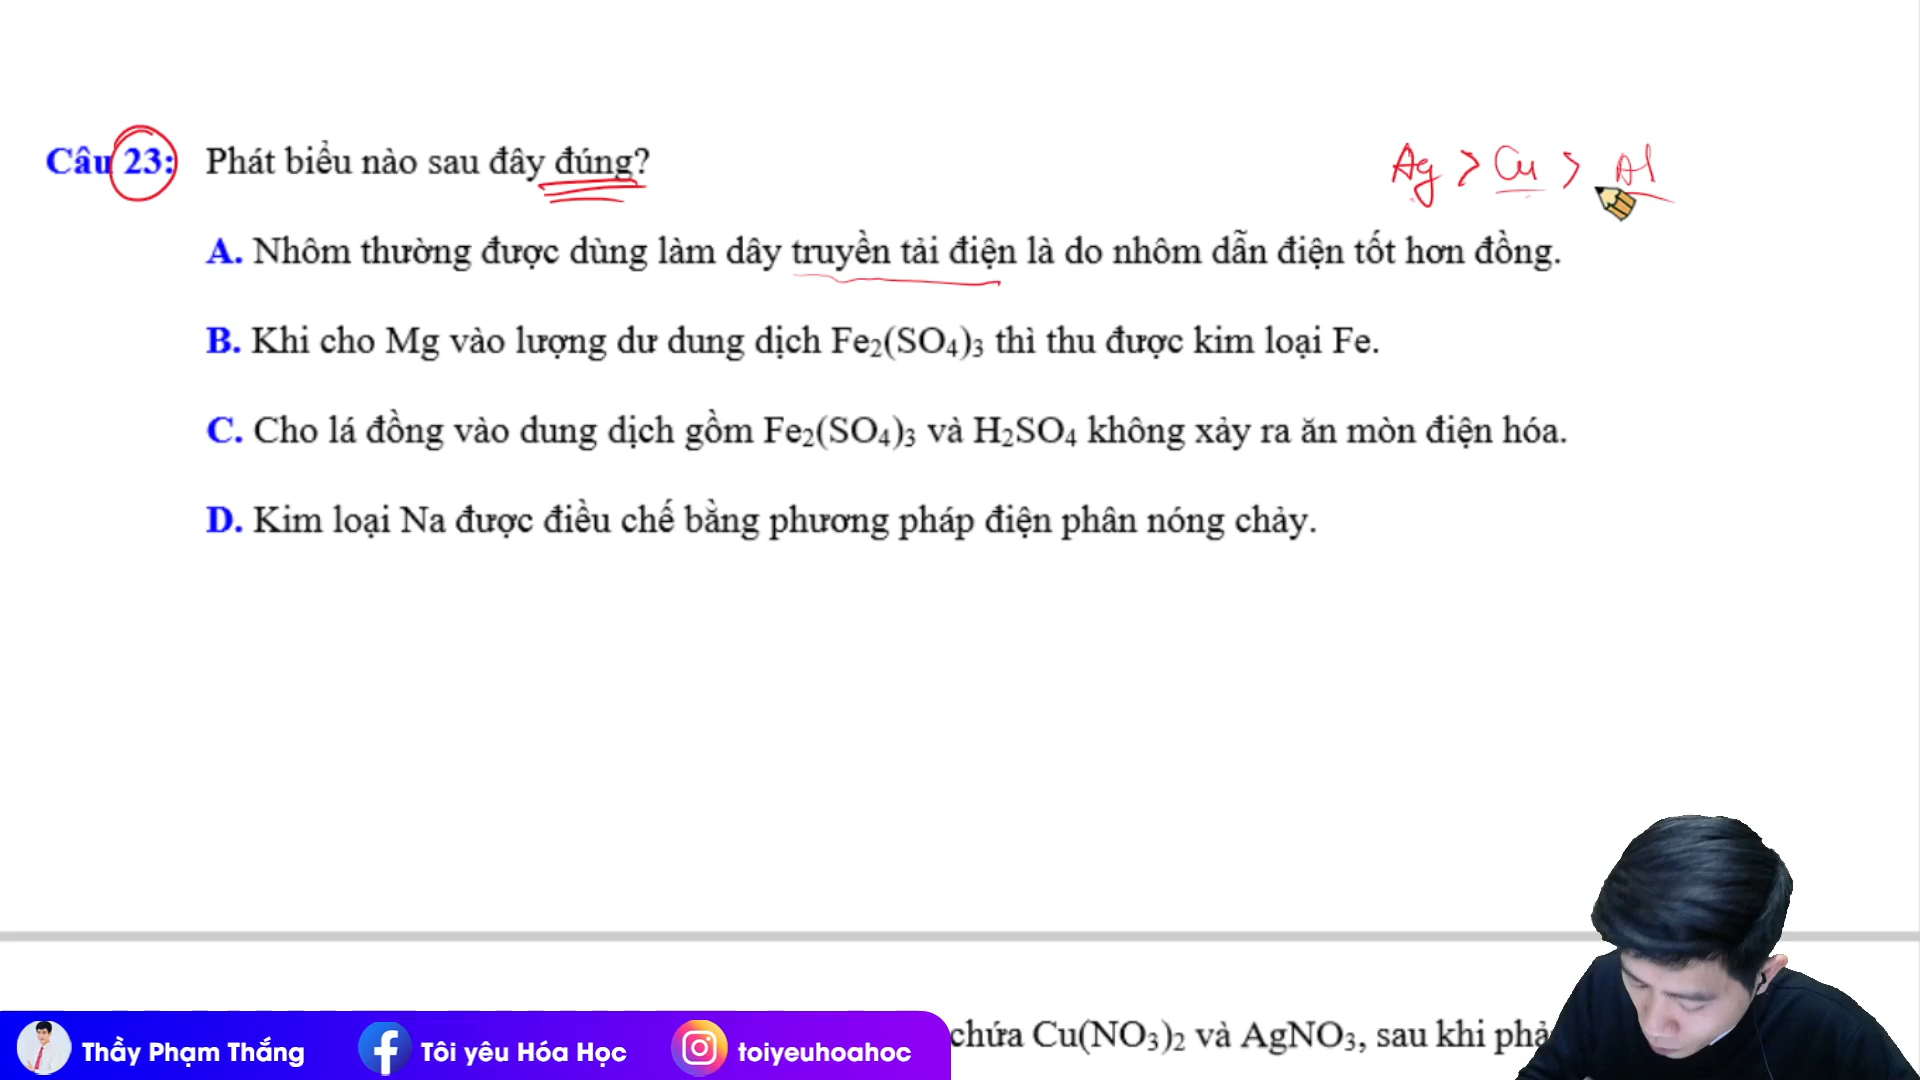 Câu 23: Phát biểu nào sau đây đúng?
Ag > Cu > Al
A. Nhôm thường được dùng làm dây truyền tải điện là do nhôm dẫn điện tốt hơn đồng.
B. Khi cho Mg vào lượng dư dung dịch Fe₂(SO₄)₃ thì thu được kim loại Fe.
C. Cho lá đồng vào dung dịch gồm Fe₂(SO₄)₃ và H₂SO₄ không xảy ra ăn mòn điện hóa.
D. Kim loại Na được điều chế bằng phương pháp điện phân nóng chảy.
chứa Cu(NO₃)₂ và AgNO₃, sau khi
Thầy Phạm Thắng Tôi yêu Hóa Học toiyeuhoahoc